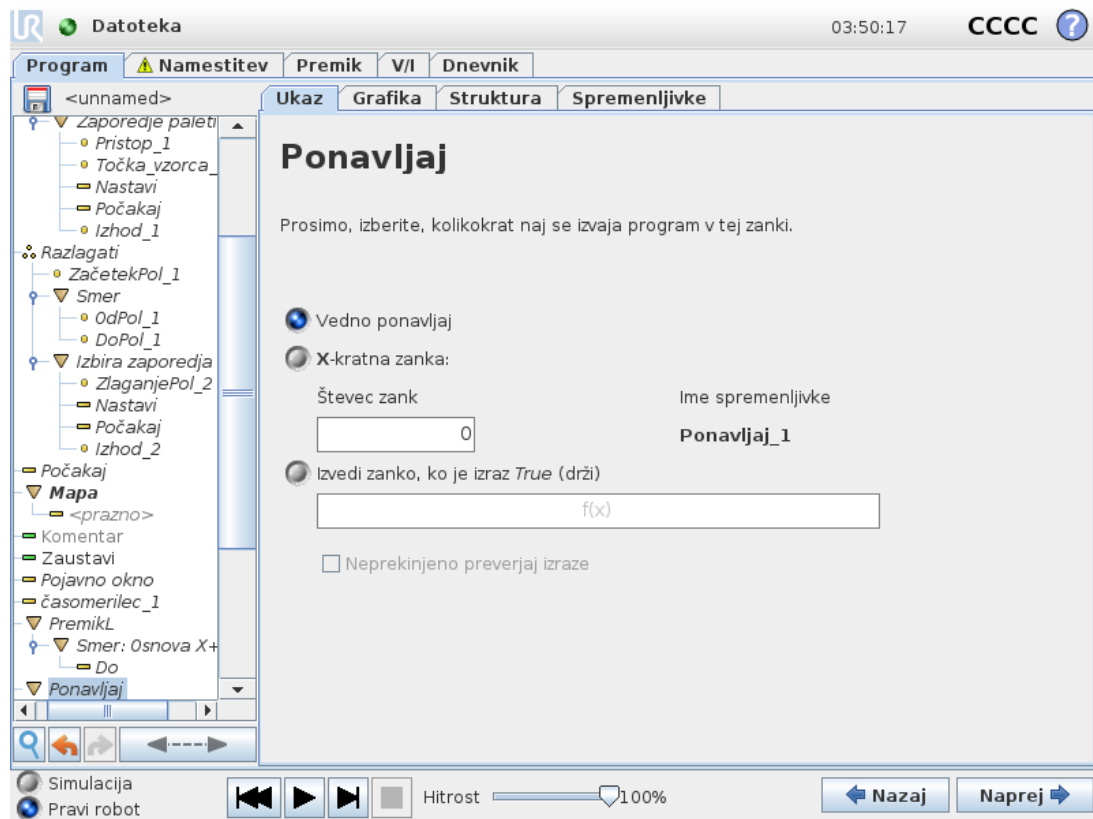 Datoteka
03:50:17
CCCC
?
Program
Namestitev
Premik
V/I
Dnevnik
<unnamed>
Ukaz
Grafika
Struktura
Spremenljivke
Zaporedje paleti
Pristop_1
Točka_vzorca_
Nastavi
Počakaj
Izhod_1
Razlagati
ZačetekPol_1
Smer
OdPol_1
DoPol_1
Izbira zaporedja
ZlaganjePol_2
Nastavi
Počakaj
Izhod_2
Počakaj
Mapa
<prazno>
Komentar
Zaustavi
Pojavno okno
časomerilec_1
PremikL
Smer: Osnova X+
Do
Ponavljaj
Ponavljaj
Prosimo, izberite, kolikokrat naj se izvaja program v tej zanki.
Vedno ponavljaj
X-kratna zanka:
Števec zank
Ime spremenljivke
0
Ponavljaj_1
Izvedi zanko, ko je izraz True (drži)
f(x)
Neprekinjeno preverjaj izraze
Simulacija
Pravi robot
Hitrost
100%
Nazaj
Naprej